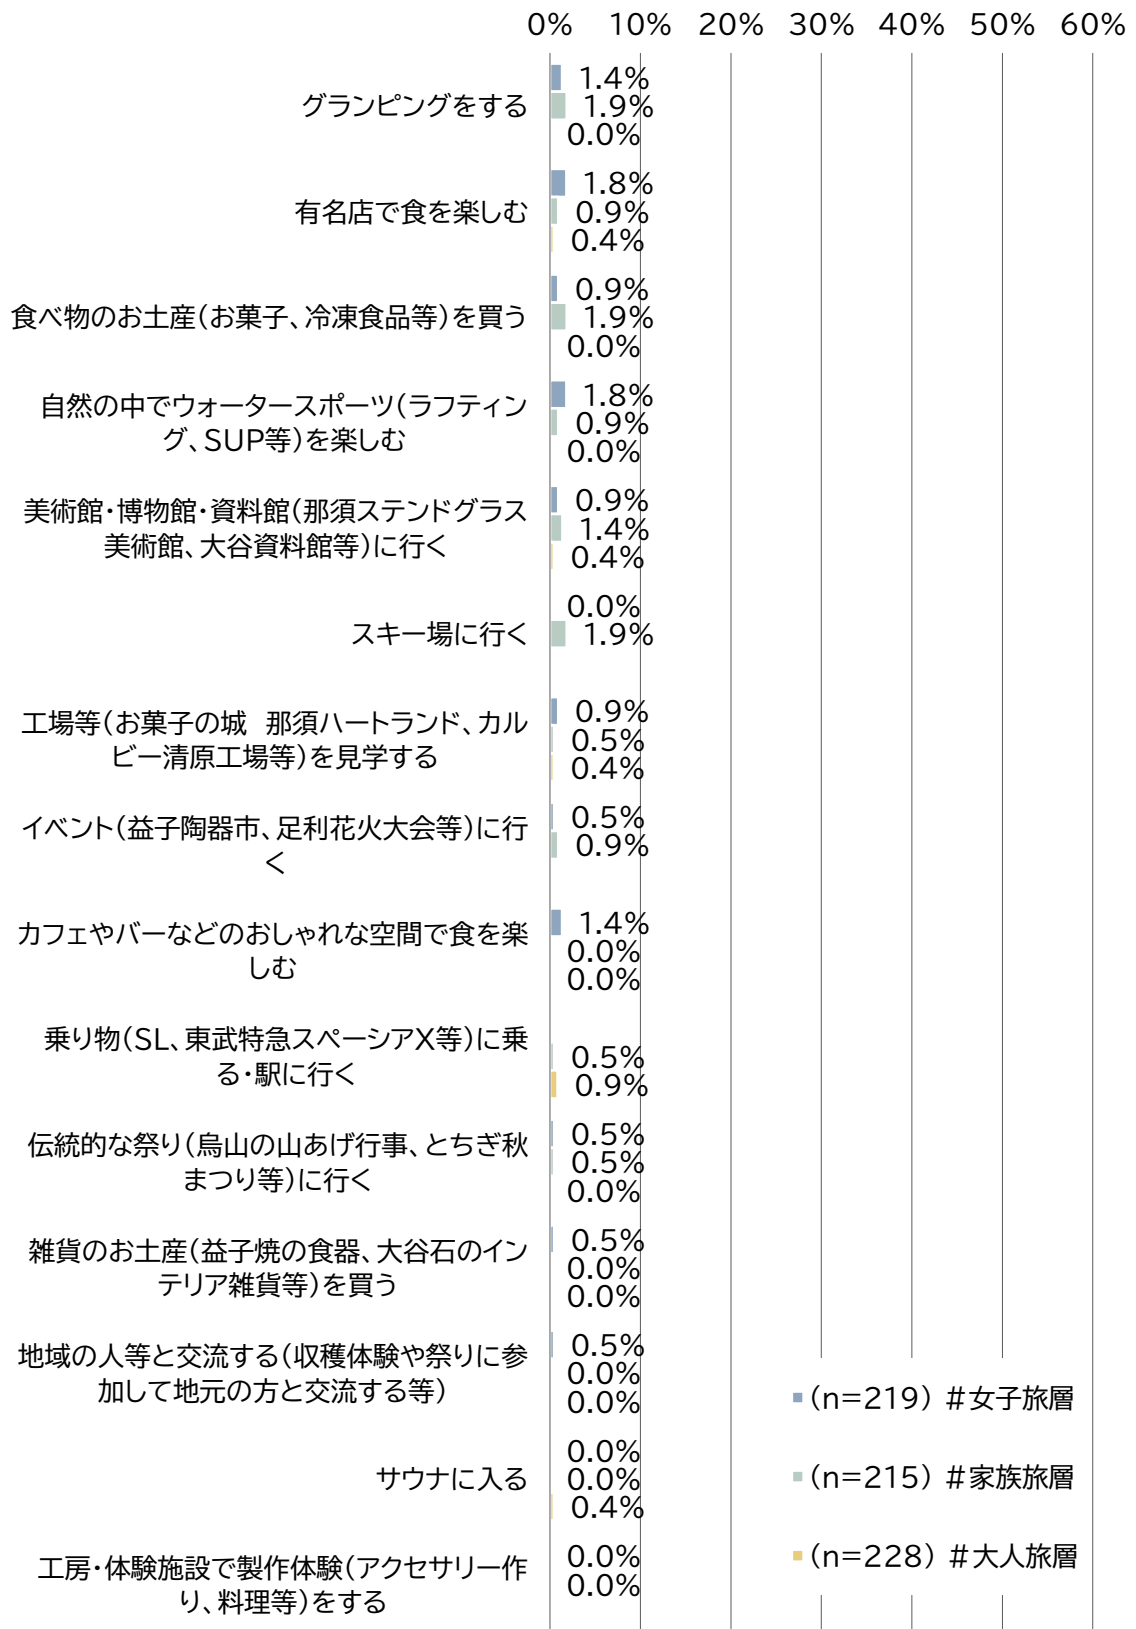 0% 10% 20% 30% 40% 50% 60%
グランピングをする
1.4%
1.9%
0.0%
有名店で食を楽しむ
1.8%
0.9%
0.4%
食べ物のお土産(お菓子、冷凍食品等)を買う
0.9%
1.9%
0.0%
自然の中でウォータースポーツ(ラフティン
グ、SUP等)を楽しむ
1.8%
0.9%
0.0%
美術館・博物館・資料館(那須ステンドグラス
美術館、大谷資料館等)に行く
0.9%
1.4%
0.4%
スキー場に行く
0.0%
1.9%
工場等(お菓子の城　那須ハートランド、カル
ビー清原工場等)を見学する
0.9%
0.5%
0.4%
イベント(益子陶器市、足利花火大会等)に行
く
0.5%
0.9%
カフェやバーなどのおしゃれな空間で食を楽
しむ
1.4%
0.0%
0.0%
乗り物(SL、東武特急スペーシアX等)に乗
る・駅に行く
0.5%
0.9%
伝統的な祭り(烏山の山あげ行事、とちぎ秋
まつり等)に行く
0.5%
0.5%
0.0%
雑貨のお土産(益子焼の食器、大谷石のイン
テリア雑貨等)を買う
0.5%
0.0%
0.0%
地域の人等と交流する(収穫体験や祭りに参
加して地元の方と交流する等)
0.5%
0.0%
0.0%
サウナに入る
0.0%
0.0%
0.4%
工房・体験施設で製作体験(アクセサリー作
り、料理等)をする
0.0%
0.0%
(n=219) #女子旅層
(n=215) #家族旅層
(n=228) #大人旅層